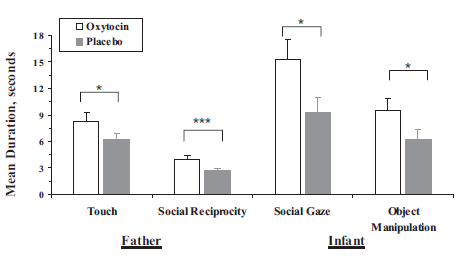 Oxytocin
Placebo
Mean Duration, seconds
18
15
12
9
6
3
0
*
***
*
*
Touch
Social Reciprocity
Social Gaze
Object
Manipulation
Father
Infant